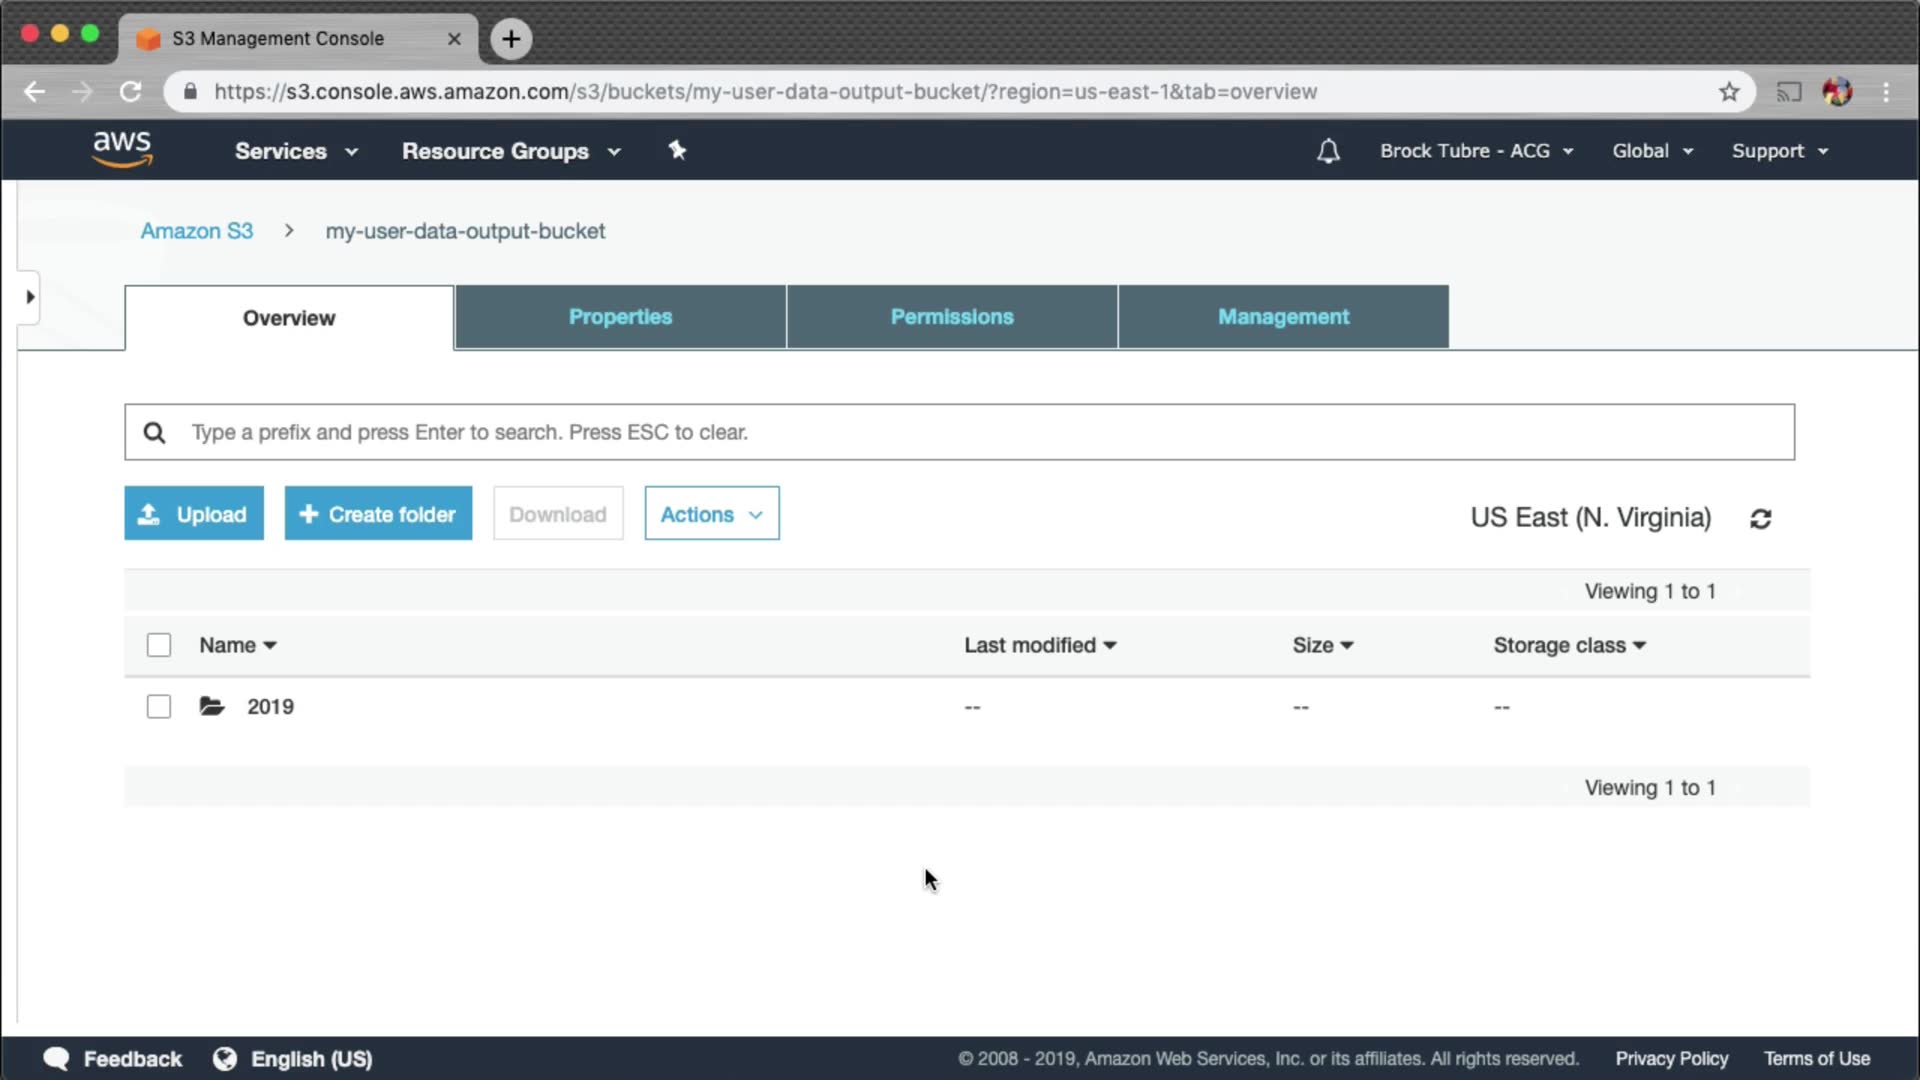 S3 Management Console
https://s3.console.aws.amazon.com/s3/buckets/my-user-data-output-bucket/?region=us-east-1&tab=overview
aws Services Resource Groups Brock Tubre - ACG Global Support
Amazon S3 > my-user-data-output-bucket
Overview Properties Permissions Management
Type a prefix and press Enter to search. Press ESC to clear.
Upload + Create folder Download Actions US East (N. Virginia)
Viewing 1 to 1
Name Last modified Size Storage class
2019 -- -- --
Viewing 1 to 1
Feedback English (US) © 2008 - 2019, Amazon Web Services, Inc. or its affiliates. All rights reserved. Privacy Policy Terms of Use